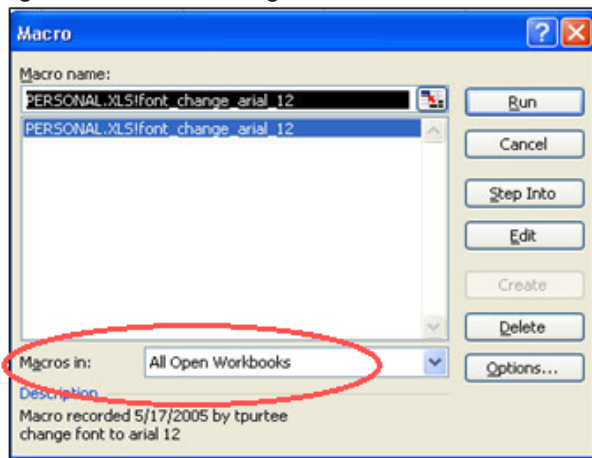 Macro
Macro name:
PERSONAL.XLS!font_change_arial_12
PERSONAL.XLS!font_change_arial_12
Run
Cancel
Step Into
Edit
Create
Delete
Options...
Macros in: All Open Workbooks
Description
Macro recorded 5/17/2005 by tpurtee
change font to arial 12